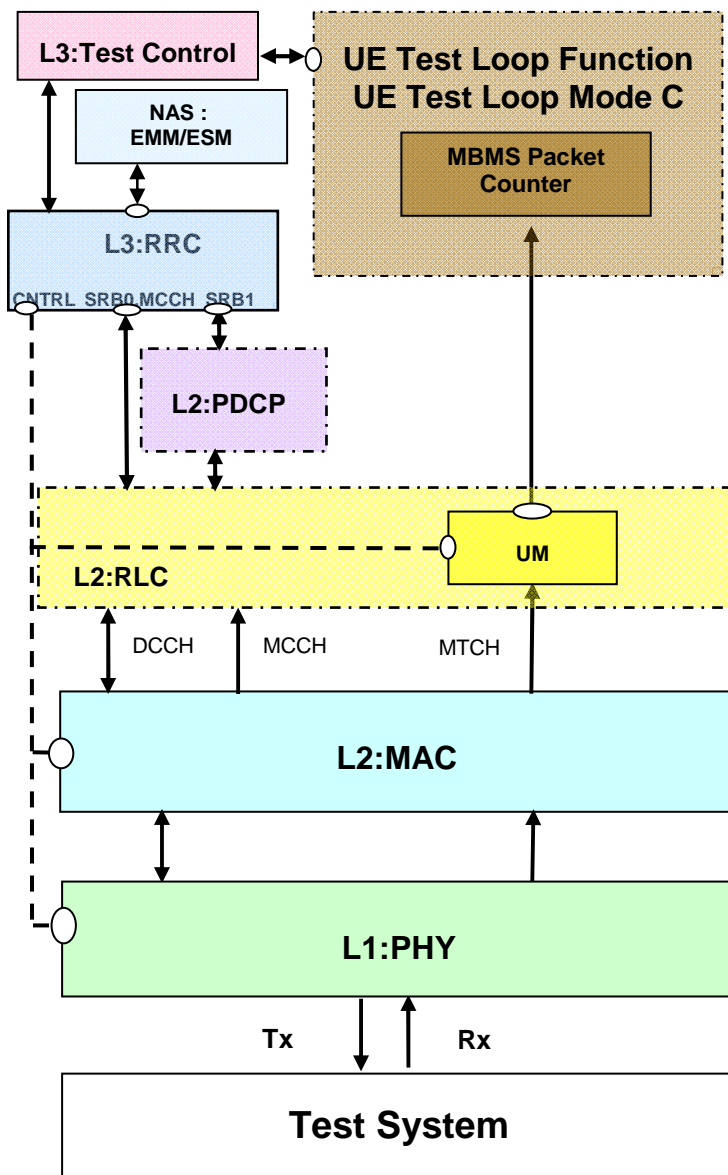 L3:Test Control
UE Test Loop Function
UE Test Loop Mode C
NAS :
EMM/ESM
MBMS Packet
Counter
L3:RRC
CNTRL SRB0,MCCH SRB1
L2:PDCP
UM
L2:RLC
DCCH MCCH MTCH
L2:MAC
L1:PHY
Tx Rx
Test System